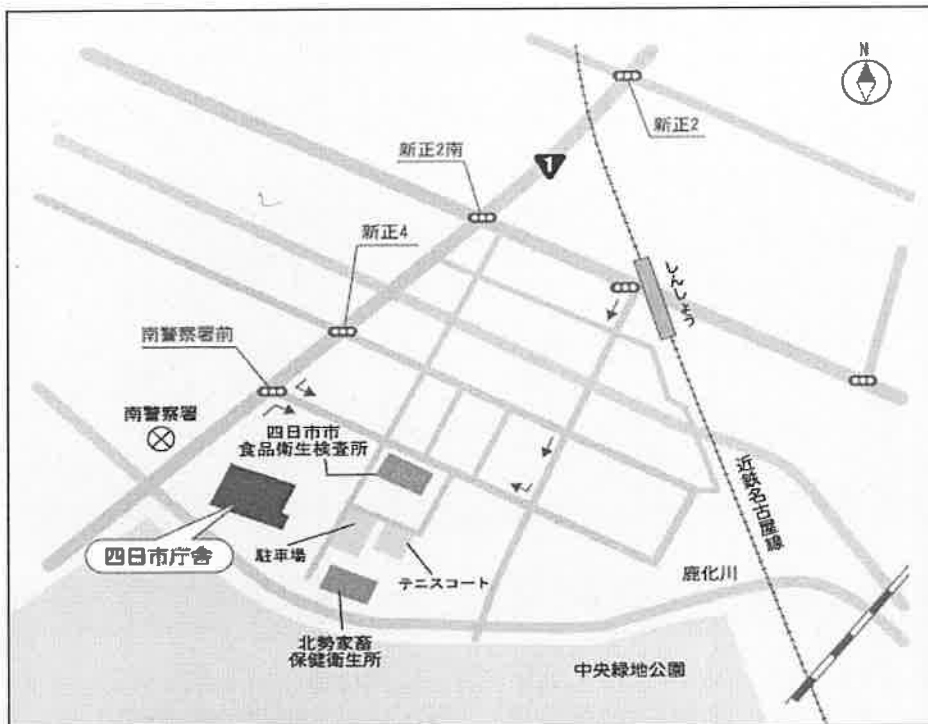 N
新正2
新正2南
1
新正4
しんしょう
南警察署前
南警察署
四日市市
食品衛生検査所
近鉄名古屋線
四日市庁舎
駐車場
テニスコート
鹿化川
北勢家畜
保健衛生所
中央緑地公園